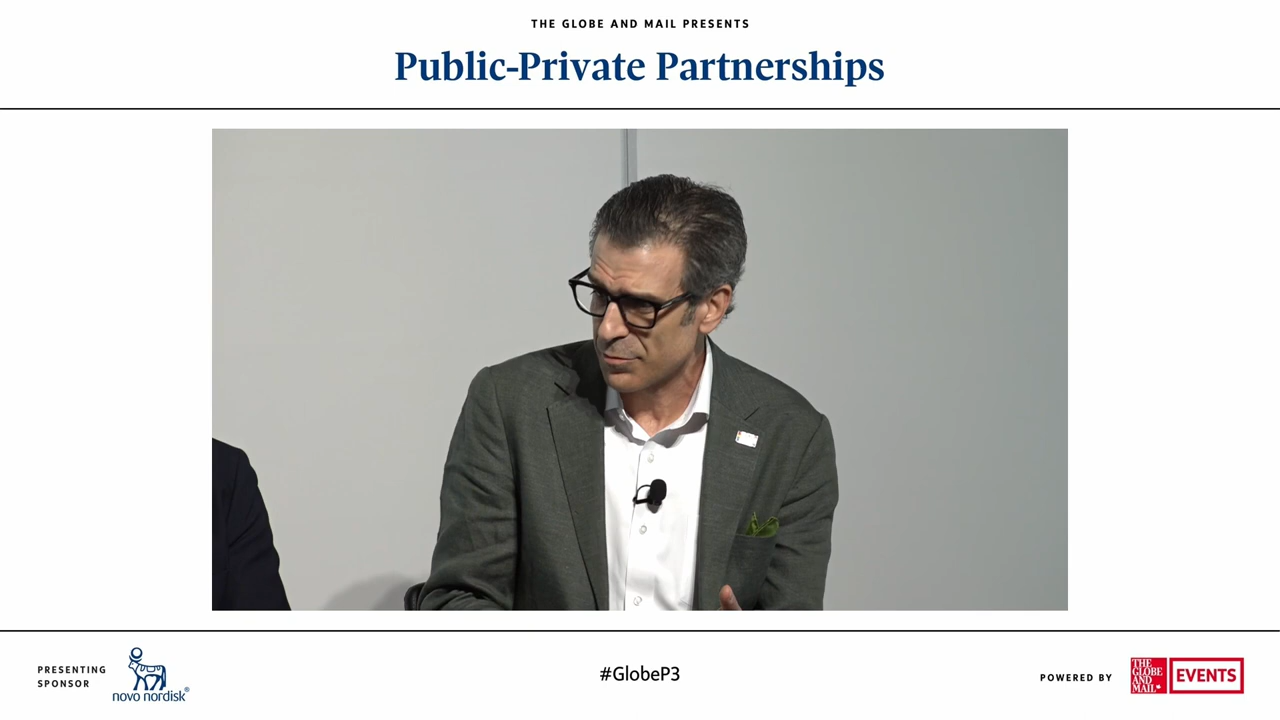 THE GLOBE AND MAIL PRESENTS
Public-Private Partnerships
PRESENTING
SPONSOR
novo nordisk®
#GlobeP3
POWERED BY
THE
GLOBE
AND
MAIL
EVENTS